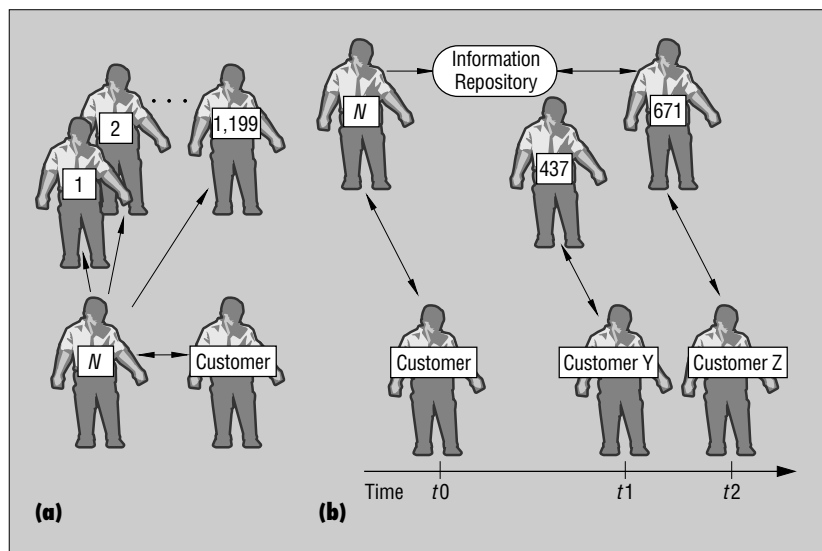 2
. . .
1,199
1
N
Customer
(a)
Information
Repository
N
671
437
Customer
Customer Y
Customer Z
Time
t0
t1
t2
(b)